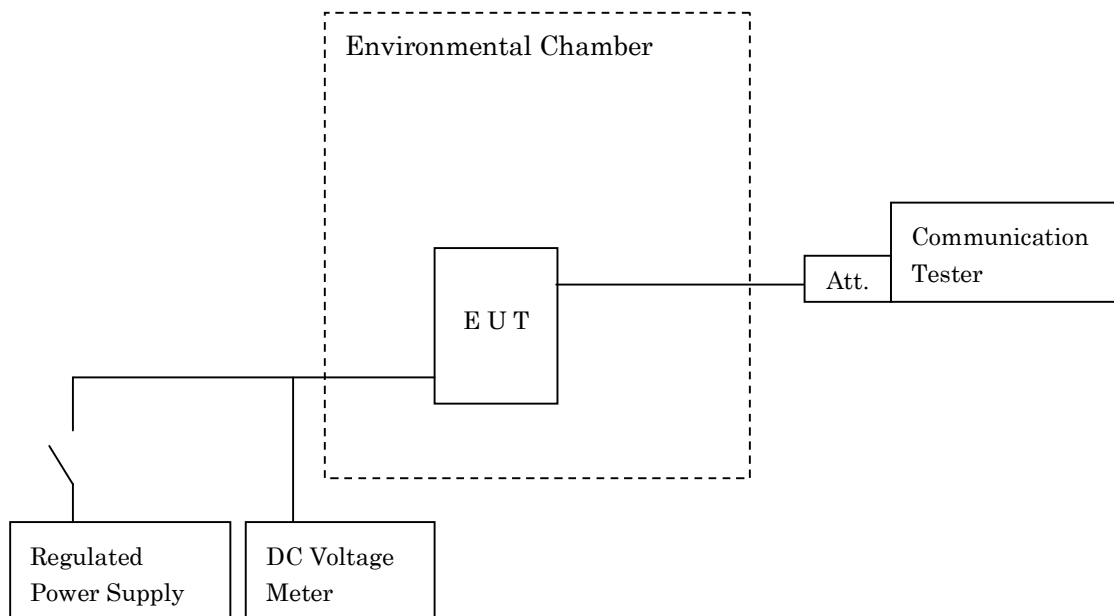 Environmental Chamber
Communication
Tester
Att.
E U T
Regulated
Power Supply
DC Voltage
Meter